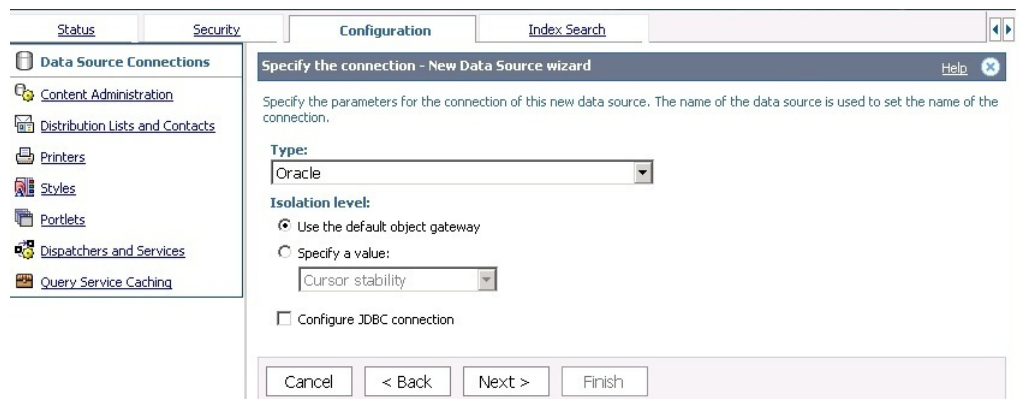 Status Security Configuration Index Search
Data Source Connections
Content Administration
Distribution Lists and Contacts
Printers
Styles
Portlets
Dispatchers and Services
Query Service Caching
Specify the connection - New Data Source wizard Help
Specify the parameters for the connection of this new data source. The name of the data source is used to set the name of the
connection.
Type:
Oracle
Isolation level:
Use the default object gateway
Specify a value:
Cursor stability
Configure JDBC connection
Cancel < Back Next > Finish